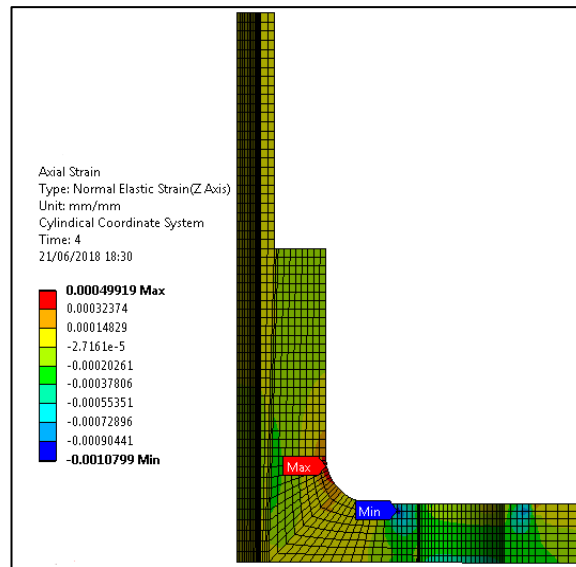 Axial Strain
Type: Normal Elastic Strain(Z Axis)
Unit: mm/mm
Cylindical Coordinate System
Time: 4
21/06/2018 18:30
0.00049919 Max
0.00032374
0.00014829
-2.7161e-5
-0.00020261
-0.00037806
-0.00055351
-0.00072896
-0.00090441
-0.0010799 Min
Max
Min